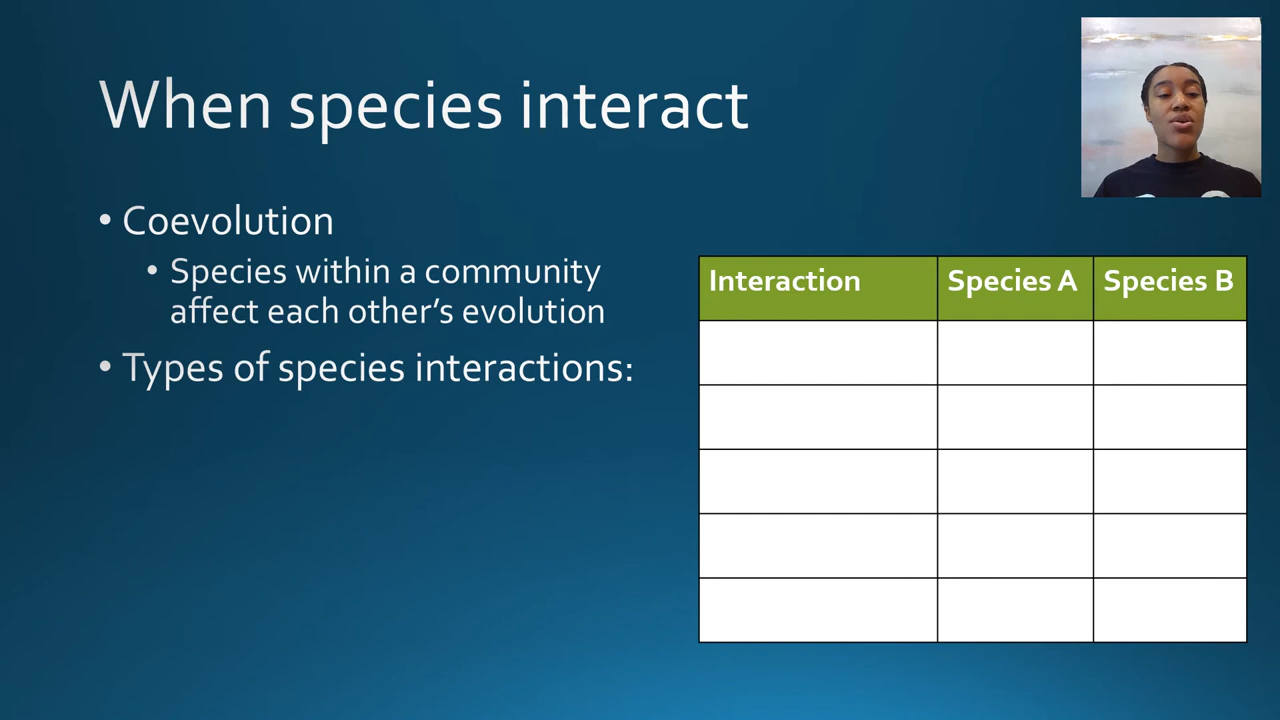 When species interact
• Coevolution
• Species within a community
affect each other’s evolution
• Types of species interactions:
Interaction Species A Species B